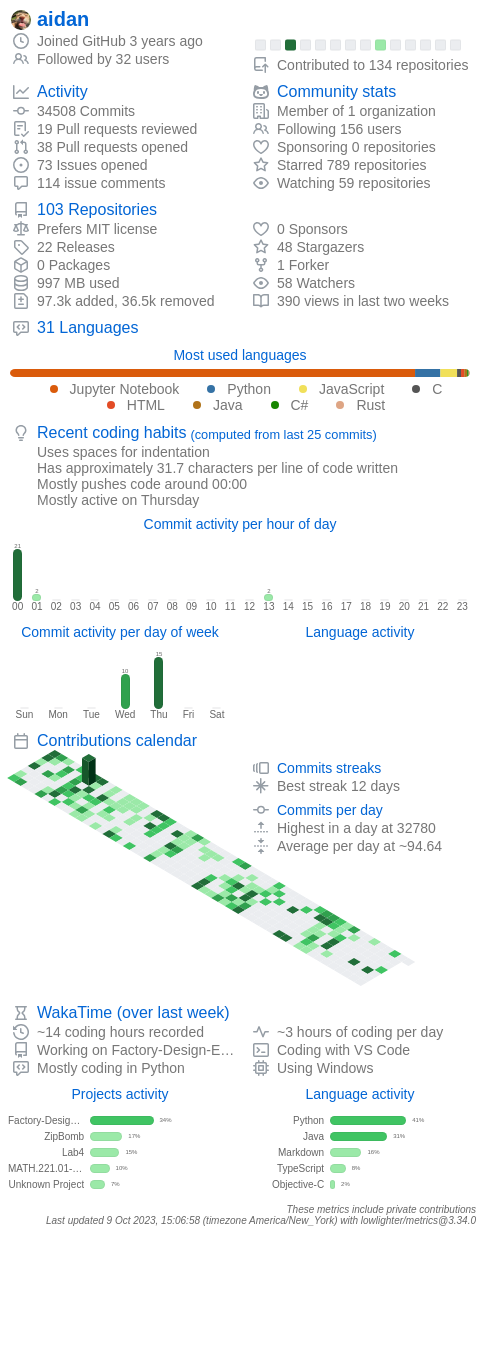 aidan
Joined GitHub 3 years ago
Followed by 32 users
Contributed to 134 repositories
Activity
34508 Commits
19 Pull requests reviewed
38 Pull requests opened
73 Issues opened
114 issue comments
Community stats
Member of 1 organization
Following 156 users
Sponsoring 0 repositories
Starred 789 repositories
Watching 59 repositories
103 Repositories
Prefers MIT license
22 Releases
0 Packages
997 MB used
97.3k added, 36.5k removed
0 Sponsors
48 Stargazers
1 Forker
58 Watchers
390 views in last two weeks
31 Languages
Most used languages
Jupyter Notebook Python JavaScript C
HTML Java C# Rust
Recent coding habits (computed from last 25 commits)
Uses spaces for indentation
Has approximately 31.7 characters per line of code written
Mostly pushes code around 00:00
Mostly active on Thursday
Commit activity per hour of day
21 2 2
00 01 02 03 04 05 06 07 08 09 10 11 12 13 14 15 16 17 18 19 20 21 22 23
Commit activity per day of week
10 15
Sun Mon Tue Wed Thu Fri Sat
Language activity
Contributions calendar
Commits streaks
Best streak 12 days
Commits per day
Highest in a day at 32780
Average per day at ~94.64
WakaTime (over last week)
~14 coding hours recorded
Working on Factory-Design-E…
Mostly coding in Python
~3 hours of coding per day
Coding with VS Code
Using Windows
Projects activity
Factory-Desig… 34%
ZipBomb 17%
Lab4 15%
MATH.221.01-… 10%
Unknown Project 7%
Language activity
Python 41%
Java 31%
Markdown 16%
TypeScript 8%
Objective-C 2%
These metrics include private contributions
Last updated 9 Oct 2023, 15:06:58 (timezone America/New_York) with lowlighter/metrics@3.34.0